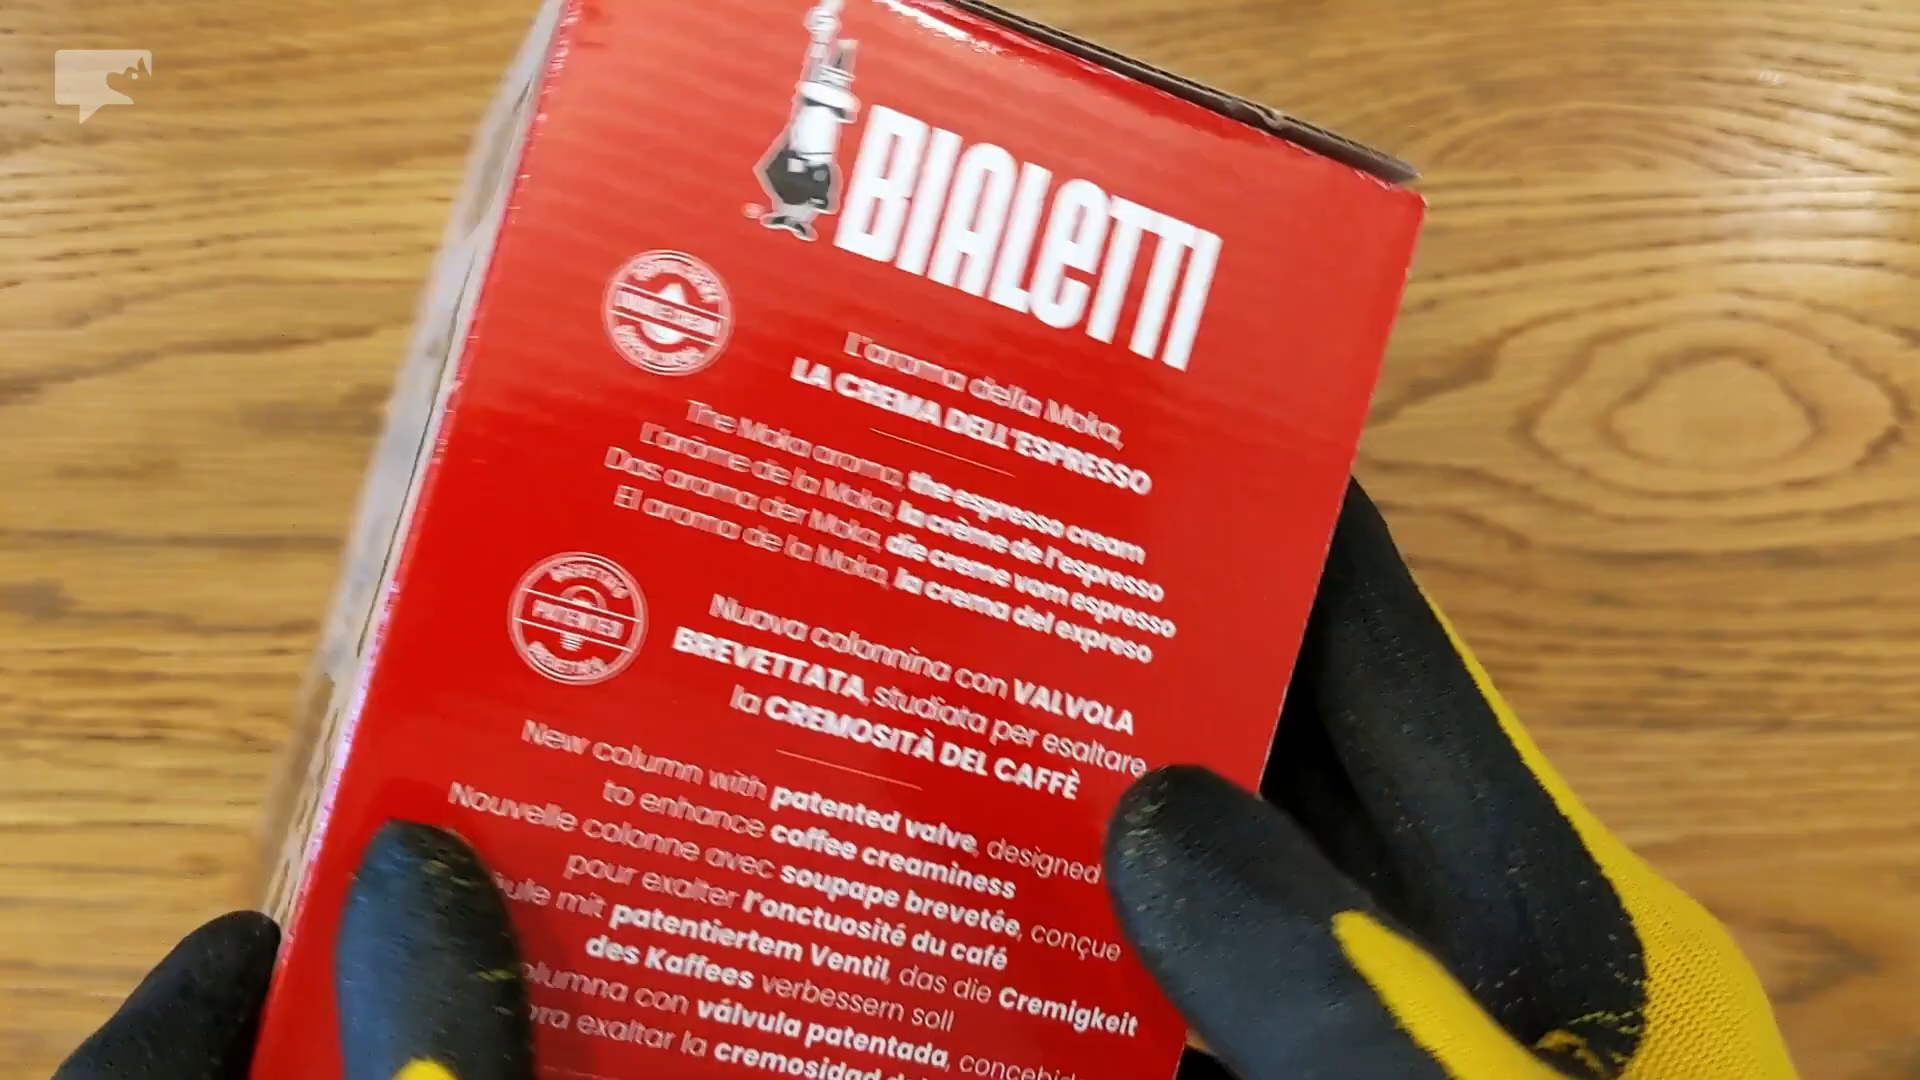 BIALETTI
l'aroma della Moka,
LA CREMA DELL'ESPRESSO
The Moka aroma, the espresso cream
L'arôme de la Moka, la crème de l'espresso
Das aroma der Moka, die creme vom espresso
El aroma de la Moka, la crema del expreso
PATENTED
Nuova colonnina con VALVOLA
BREVETTATA, studiata per esaltare
la CREMOSITÀ DEL CAFFÈ
New column with patented valve, designed
to enhance coffee creaminess
Nouvelle colonne avec soupape brevetée, conçue
pour exalter l'onctuosité du café
mit patentiertem Ventil, das die Cremigkeit
des Kaffees verbessern soll
con válvula patentada,
exaltar la cremosidad